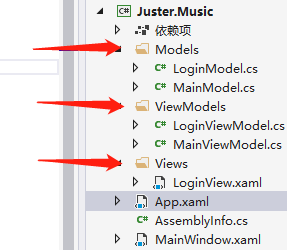 Juster.Music
依赖项
Models
LoginModel.cs
MainModel.cs
ViewModels
LoginViewModel.cs
MainViewModel.cs
Views
LoginView.xaml
App.xaml
AssemblyInfo.cs
MainWindow.xaml